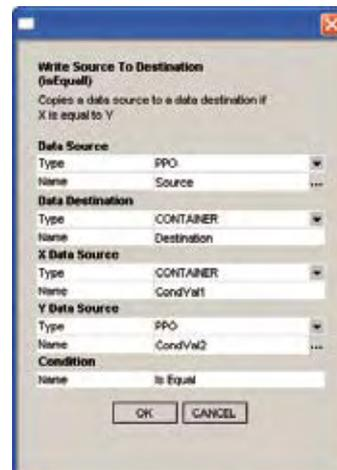 Write Source To Destination
(isEquall)
Copies a data source to a data destination if
X is equal to Y
Data Source
Type PPO
Name Source ...
Data Destination
Type CONTAINER
Name Destination
X Data Source
Type CONTAINER
Name CondVal1
Y Data Source
Type PPO
Name CondVal2 ...
Condition
Name Is Equal
OK CANCEL